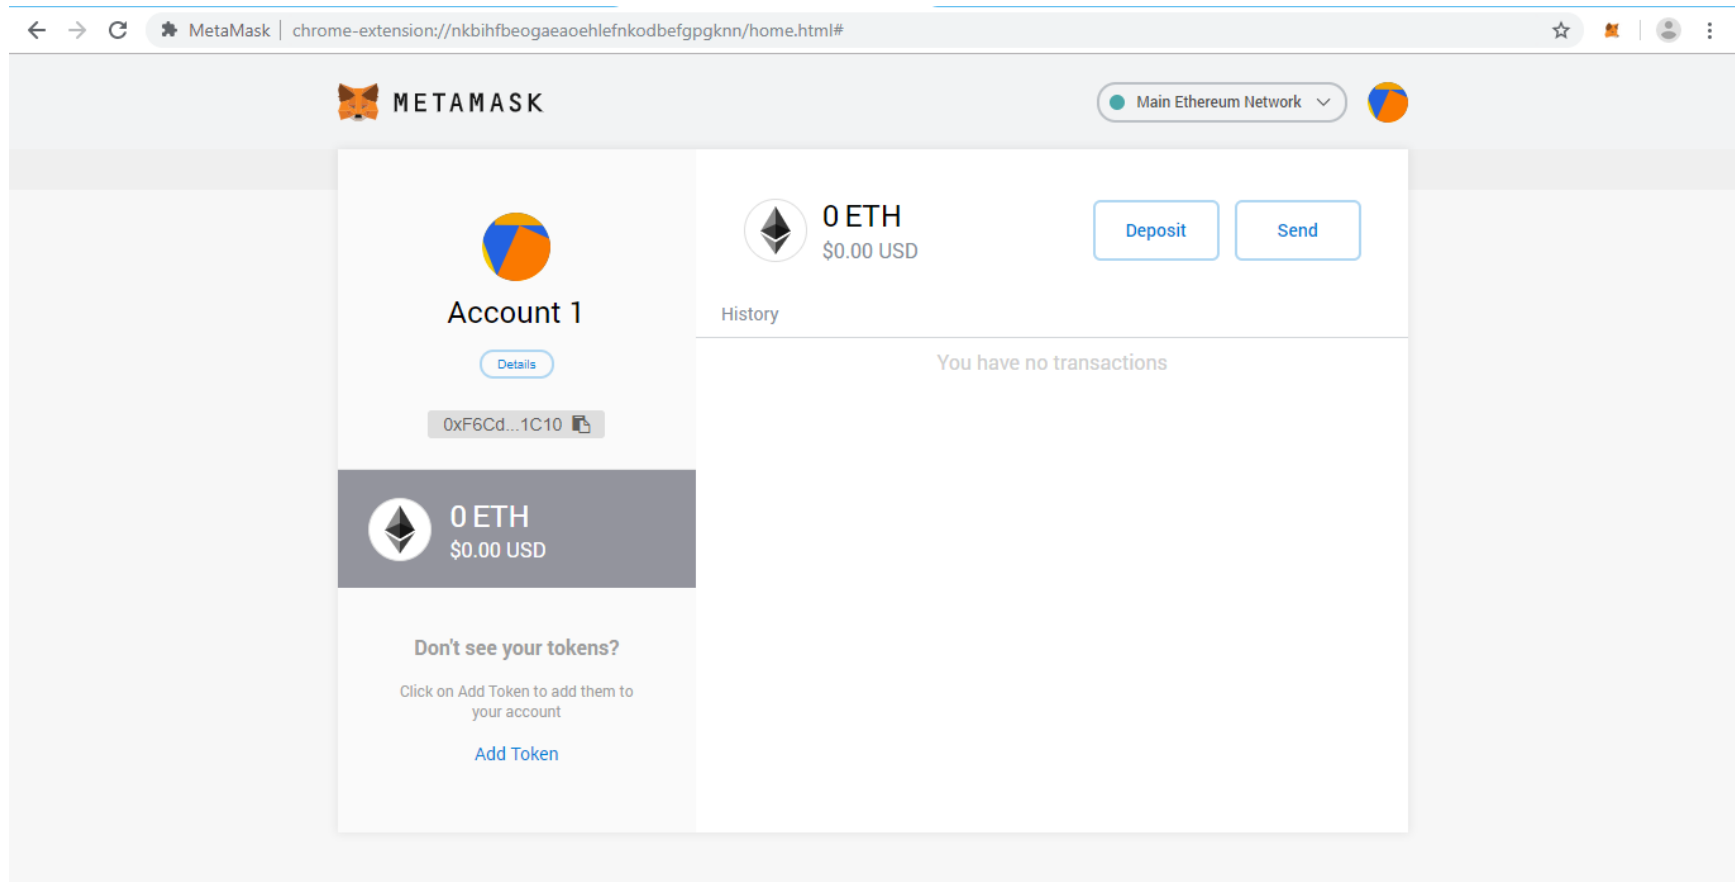 MetaMask | chrome-extension://nkbihfbeogaeaoehlefnkodbefgpgknn/home.html#
METAMASK
Main Ethereum Network
Account 1
Details
0xF6Cd...1C10
0 ETH
$0.00 USD
Don't see your tokens?
Click on Add Token to add them to
your account
Add Token
0 ETH
$0.00 USD
Deposit
Send
History
You have no transactions